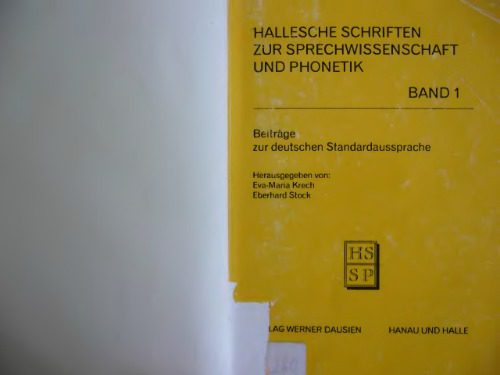 HALLESCHE SCHRIFTEN
ZUR SPRECHWISSENSCHAFT
UND PHONETIK
BAND 1
Beiträge
zur deutschen Standardaussprache
Herausgegeben von:
Eva-Maria Krech
Eberhard Stock
HS
SP
LAG WERNER DAUSIEN HANAU UND HALLE